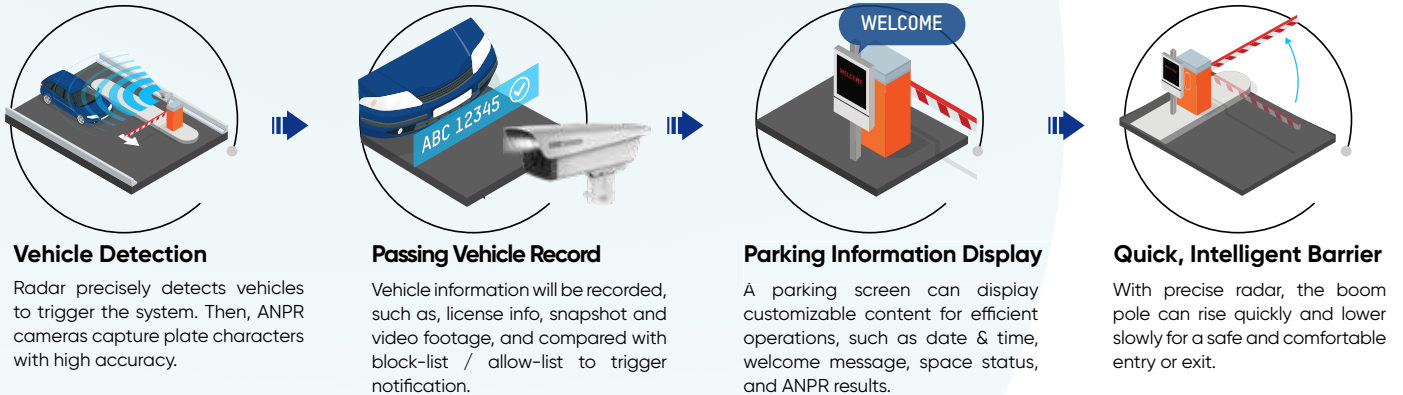 WELCOME
ABC 12345
WELCOME
Vehicle Detection
Radar precisely detects vehicles
to trigger the system. Then, ANPR
cameras capture plate characters
with high accuracy.
Passing Vehicle Record
Vehicle information will be recorded,
such as, license info, snapshot and
video footage, and compared with
block-list / allow-list to trigger
notification.
Parking Information Display
A parking screen can display
customizable content for efficient
operations, such as date & time,
welcome message, space status,
and ANPR results.
Quick, Intelligent Barrier
With precise radar, the boom
pole can rise quickly and lower
slowly for a safe and comfortable
entry or exit.